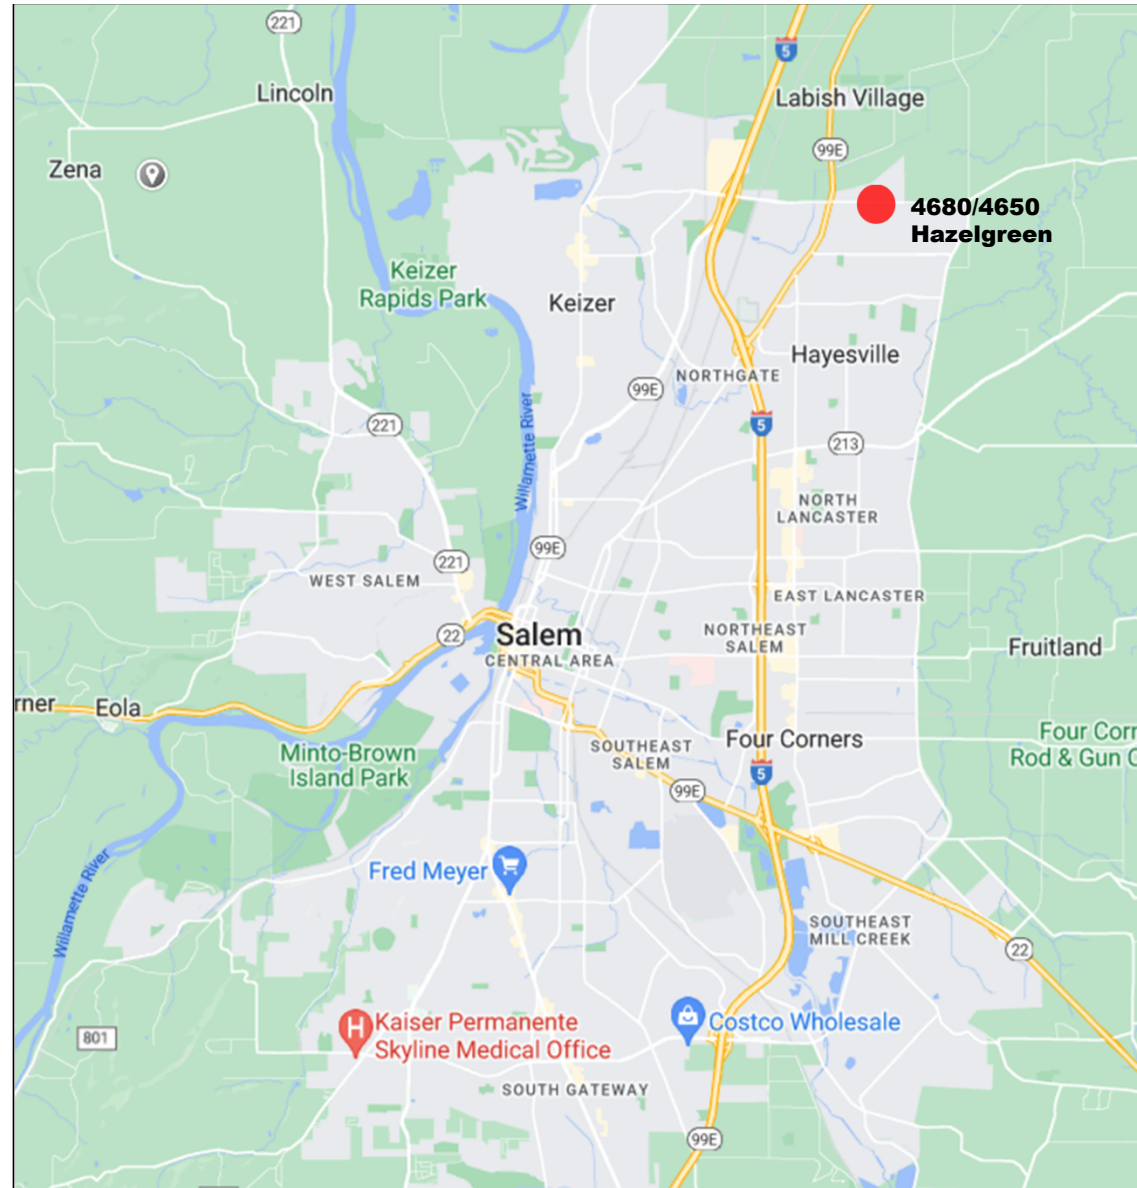 221
Lincoln
5
Labish Village
99E
Zena
4680/4650
Hazelgreen
Keizer
Rapids Park
Keizer
Hayesville
NORTHGATE
99E
221
5
213
Willamette River
NORTH
LANCASTER
99E
221
WEST SALEM
EAST LANCASTER
22
Salem
CENTRAL AREA
NORTHEAST
SALEM
Fruitland
rner
Eola
Four Corners
Four Corr
Rod & Gun C
Minto-Brown
Island Park
SOUTHEAST
SALEM
5
99E
Fred Meyer
Willamette River
SOUTHEAST
MILL CREEK
22
801
H
Kaiser Permanente
Skyline Medical Office
Costco Wholesale
SOUTH GATEWAY
99E